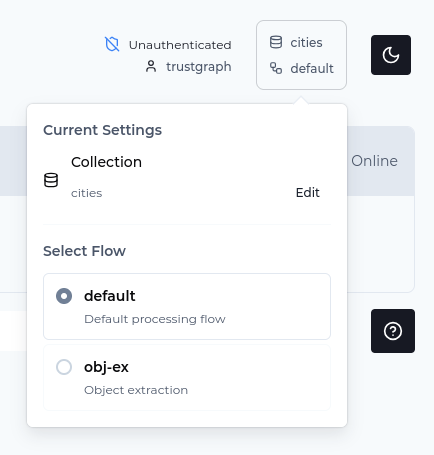 Unauthenticated
trustgraph
cities
default
Current Settings
Collection
cities
Edit
Online
Select Flow
default
Default processing flow
obj-ex
Object extraction